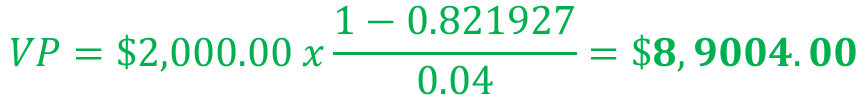 VP = $2,000.00 x (1 − 0.821927) / 0.04 = $8,9004.00